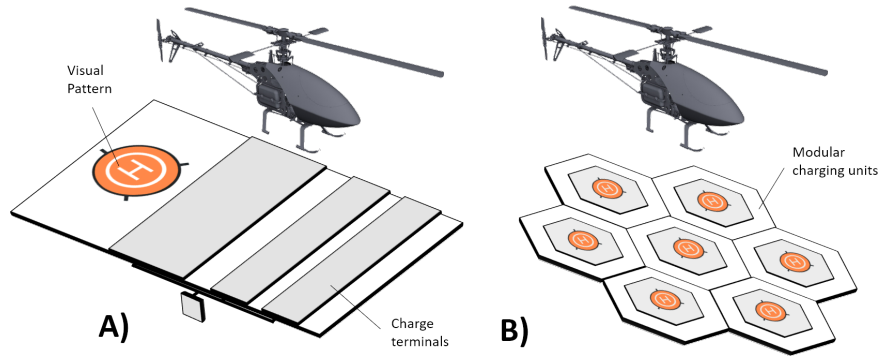 Visual
Pattern
H
A)
Charge
terminals
Modular
charging units
H
H
H
H
H
H
H
B)